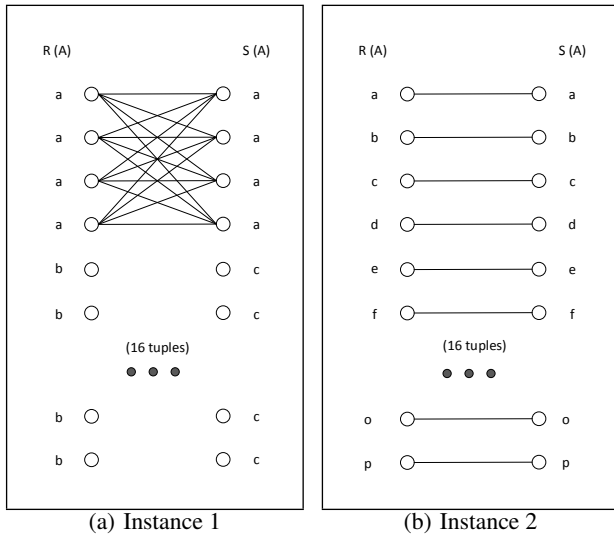 R (A) S (A)
a a
a a
a a
a a
b c
b c
(16 tuples)
b c
b c
(a) Instance 1
R (A) S (A)
a a
b b
c c
d d
e e
f f
(16 tuples)
o o
p p
(b) Instance 2